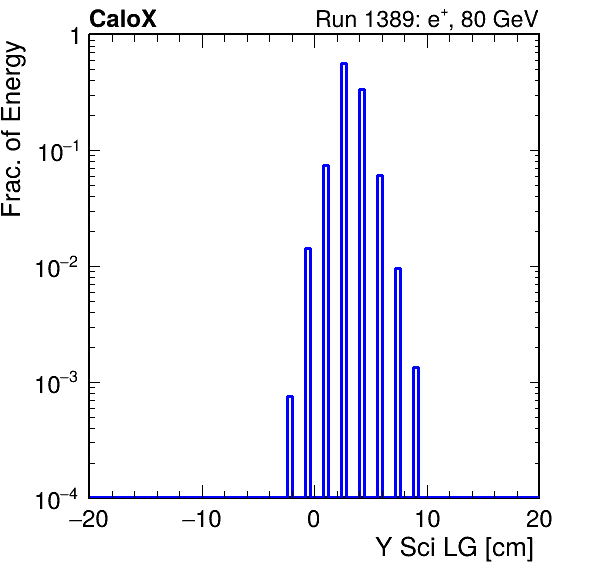 CaloX Run 1389: e⁺, 80 GeV
Frac. of Energy
1
10⁻¹
10⁻²
10⁻³
10⁻⁴
−20 −10 0 10 20
Y Sci LG [cm]